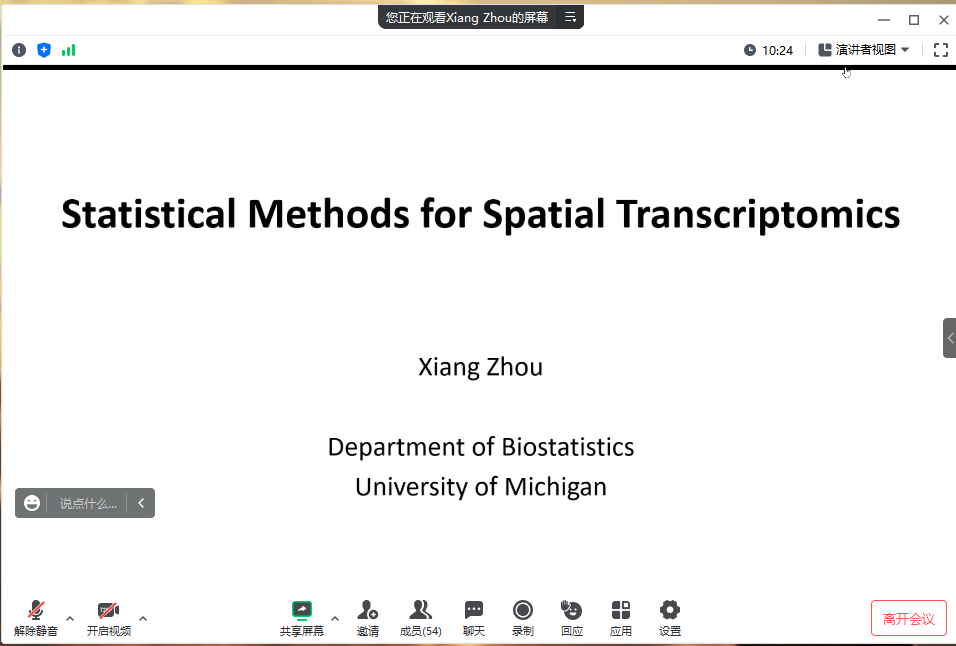 您正在观看Xiang Zhou的屏幕
10:24
演讲者视图
Statistical Methods for Spatial Transcriptomics
Xiang Zhou
Department of Biostatistics
University of Michigan
说点什么...
解除静音
开启视频
共享屏幕
邀请
成员(54)
聊天
录制
回应
应用
设置
离开会议